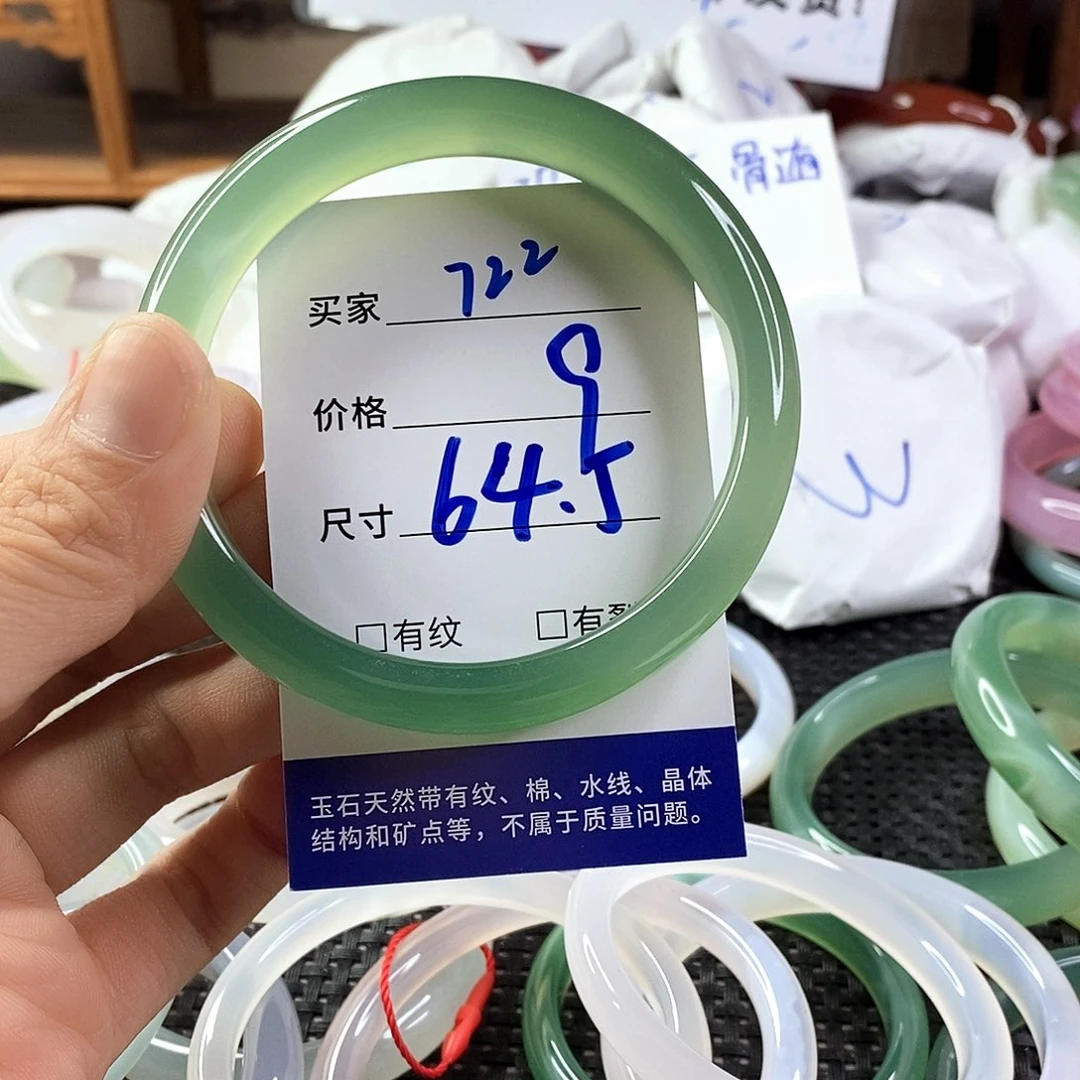 买家 722
价格 9
尺寸 64.5
□有纹 □有裂
玉石天然带有纹、棉、水线、晶体
结构和矿点等，不属于质量问题。